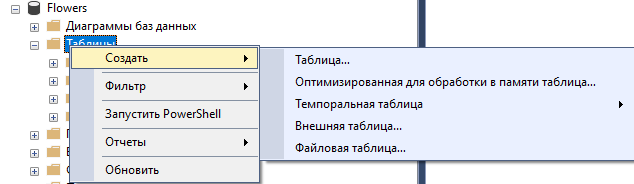 Flowers
Диаграммы баз данных
Таблицы
Создать
Фильтр
Запустить PowerShell
Отчеты
Обновить
Таблица...
Оптимизированная для обработки в памяти таблица...
Темпоральная таблица
Внешняя таблица...
Файловая таблица...